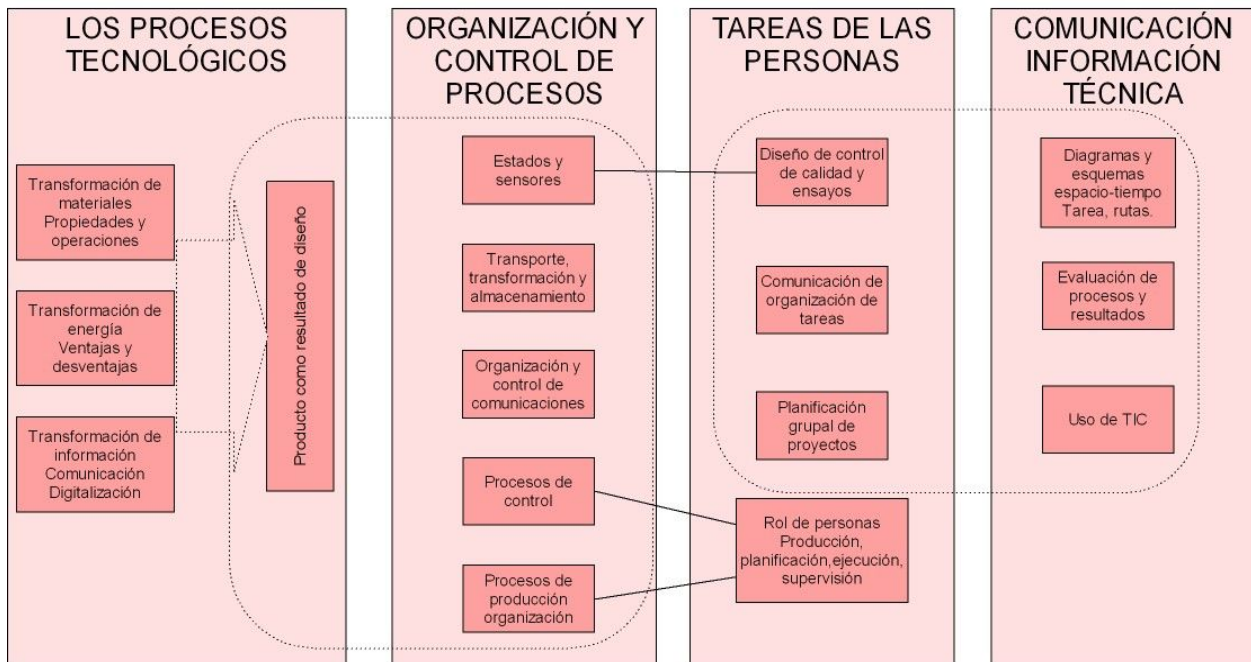 LOS PROCESOS
TECNOLÓGICOS
Transformación de
materiales
Propiedades y
operaciones
Transformación de
energía
Ventajas y
desventajas
Transformación de
información
Comunicación
Digitalización
Producto como resultado de diseño
ORGANIZACIÓN Y
CONTROL DE
PROCESOS
Estados y
sensores
Transporte,
transformación y
almacenamiento
Organización y
control de
comunicaciones
Procesos de
control
Procesos de
producción
organización
TAREAS DE LAS
PERSONAS
Diseño de control
de calidad y
ensayos
Comunicación de
organización de
tareas
Planificación
grupal de
proyectos
Rol de personas
Producción,
planificación,ejecución,
supervisión
COMUNICACIÓN
INFORMACIÓN
TÉCNICA
Diagramas y
esquemas
espacio-tiempo
Tarea, rutas.
Evaluación de
procesos y
resultados
Uso de TIC